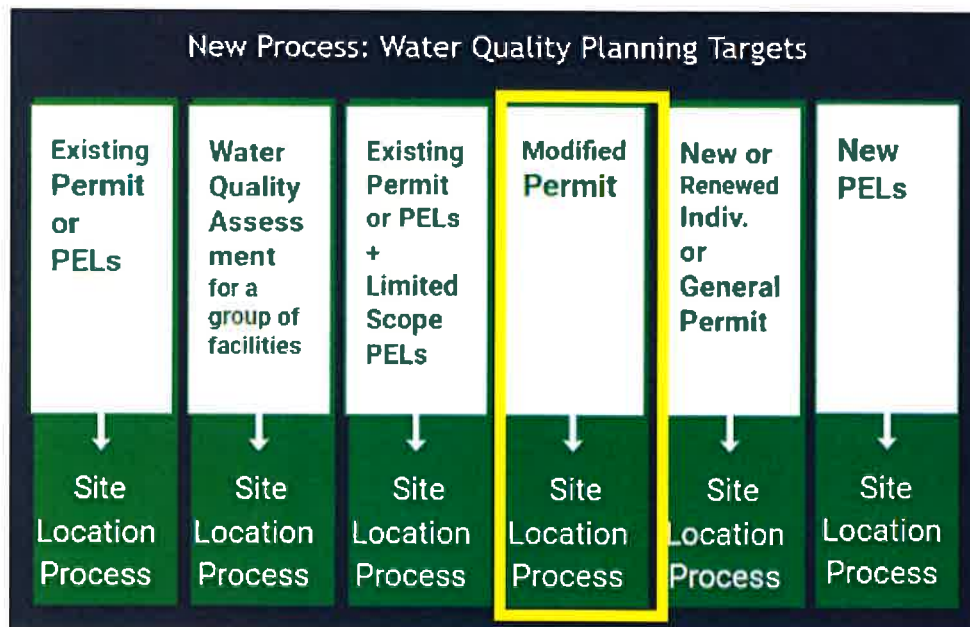 New Process: Water Quality Planning Targets
Existing
Permit
or
PELs
Water
Quality
Assess
ment
for a
group of
facilities
Existing
Permit
or PELs
+
Limited
Scope
PELs
Modified
Permit
New or
Renewed
Indiv.
or
General
Permit
New
PELs
Site
Location
Process
Site
Location
Process
Site
Location
Process
Site
Location
Process
Site
Location
Process
Site
Location
Process